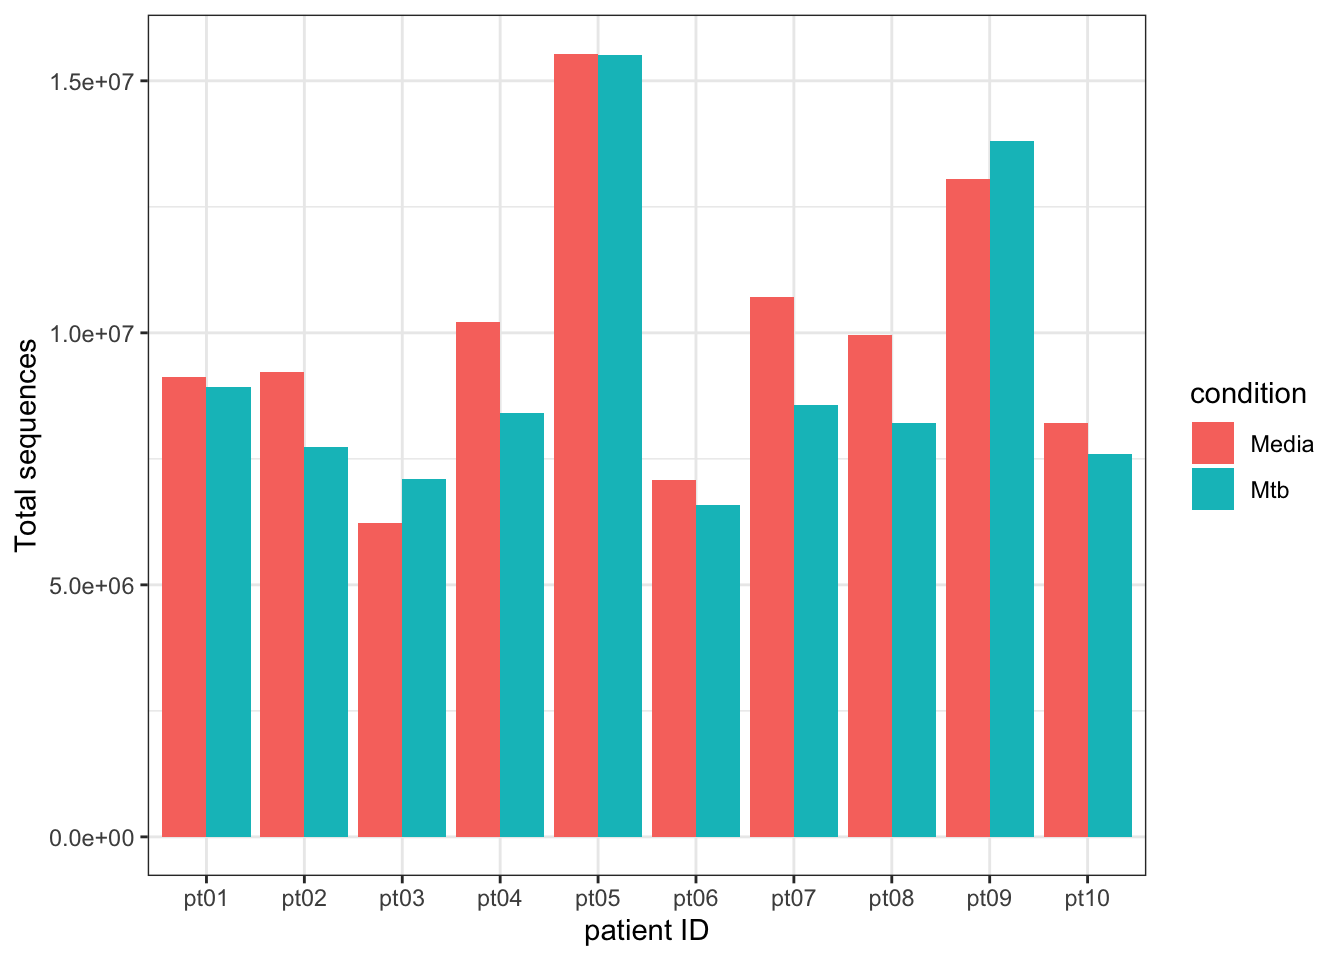 Total sequences
1.5e+07
1.0e+07
5.0e+06
0.0e+00
pt01 pt02 pt03 pt04 pt05 pt06 pt07 pt08 pt09 pt10
patient ID
condition
Media
Mtb